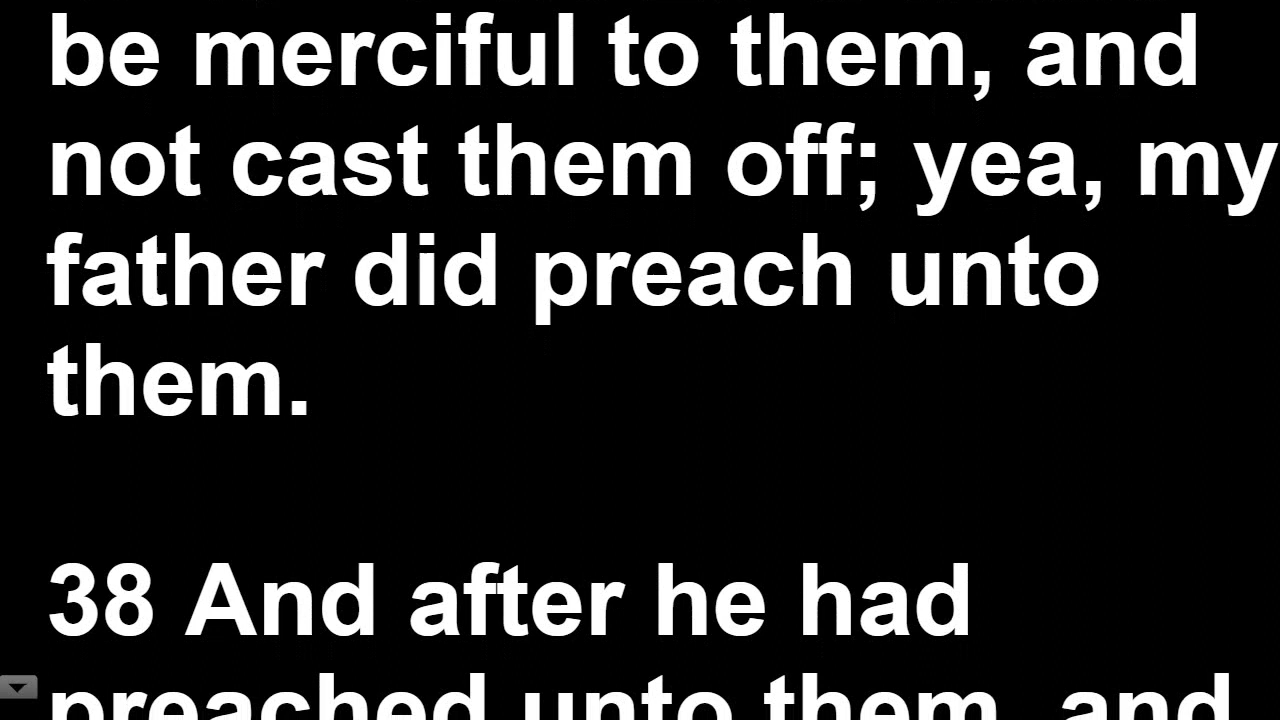 be merciful to them, and
not cast them off; yea, my
father did preach unto
them.
38 And after he had
preached unto them, and